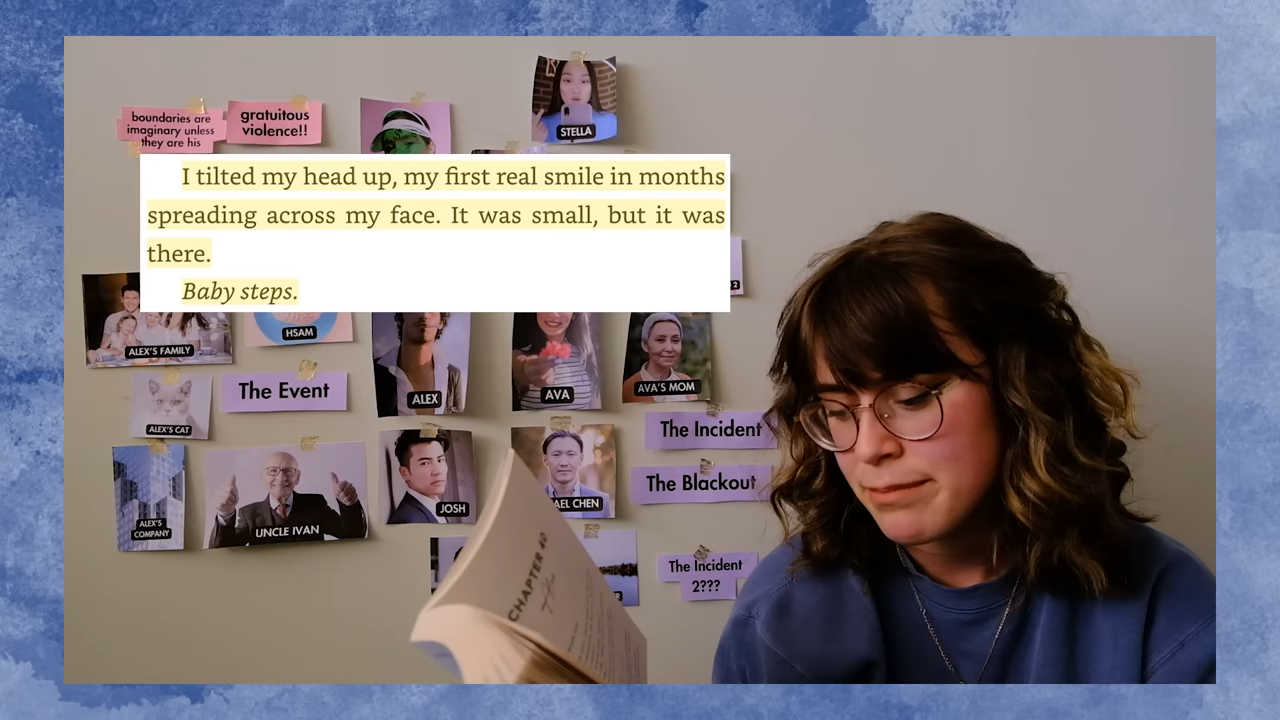 boundaries are
imaginary unless
they are his
gratuitous
violence!!
STELLA
I tilted my head up, my first real smile in months
spreading across my face. It was small, but it was
there.
Baby steps.
2
ALEX'S FAMILY
HSAM
ALEX
AVA
AVA'S MOM
ALEX'S CAT
The Event
The Incident
The Blackout
ALEX'S
COMPANY
UNCLE IVAN
JOSH
AEL CHEN
The Incident
2???
CHAPTER 40